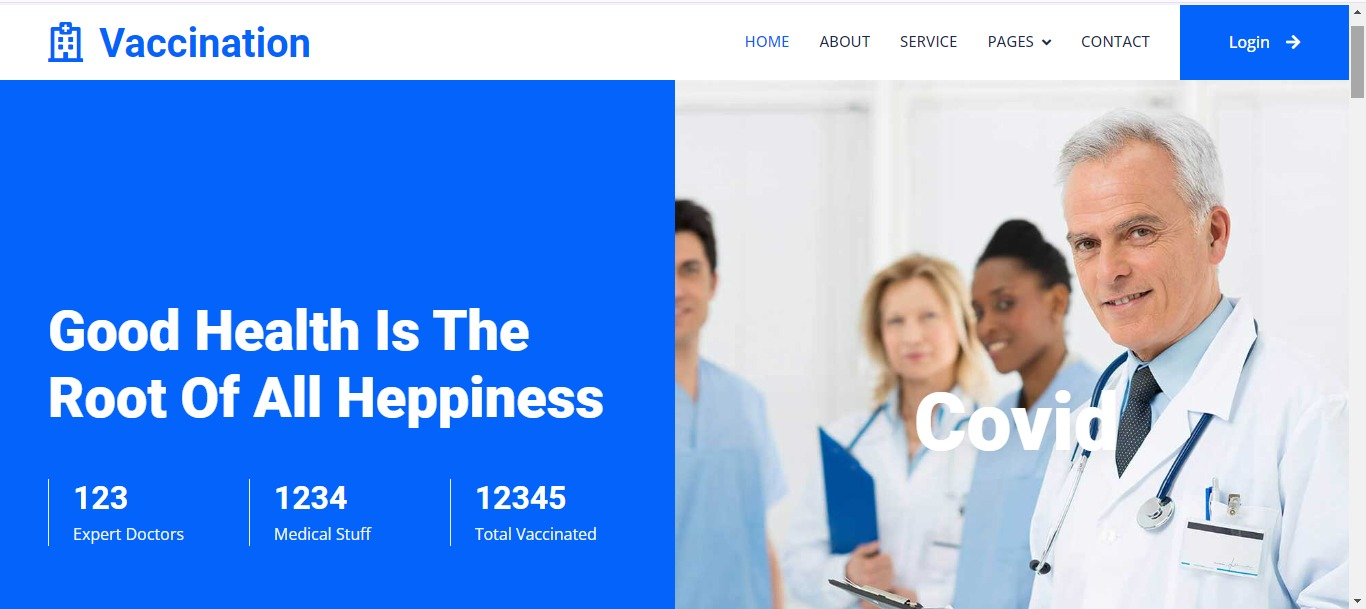 Vaccination
HOME ABOUT SERVICE PAGES CONTACT Login
Good Health Is The
Root Of All Heppiness
123 1234 12345
Expert Doctors Medical Stuff Total Vaccinated
Covid